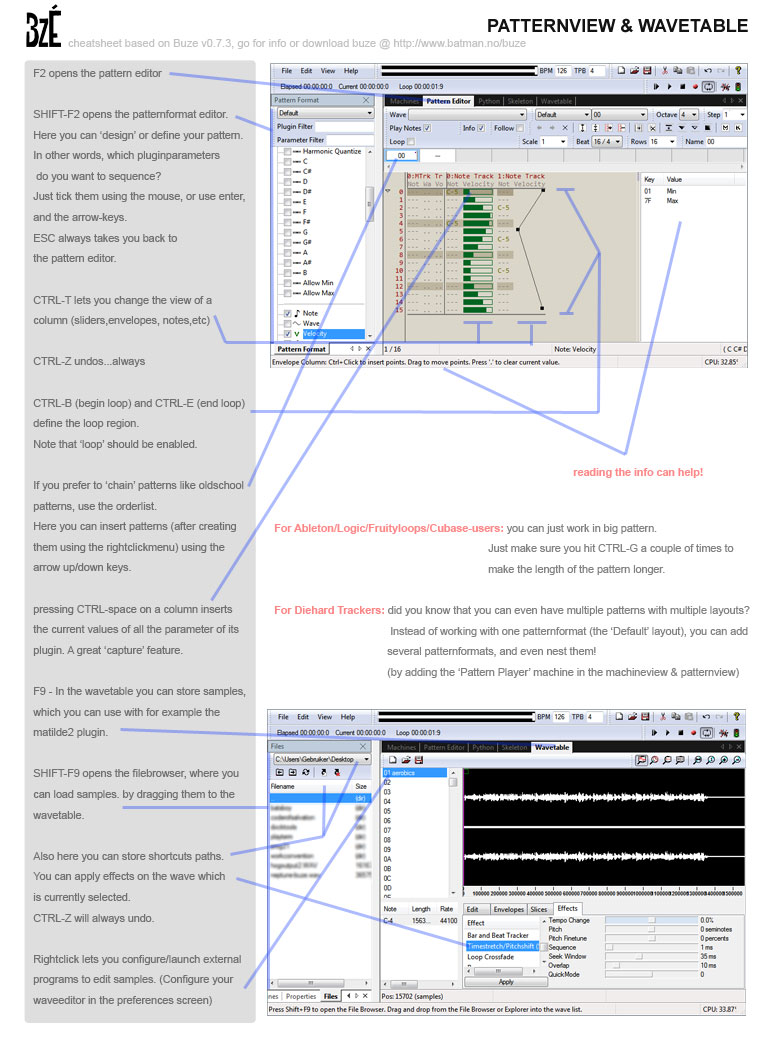 BzÉ
PATTERNVIEW & WAVETABLE
cheatsheet based on Buze v0.7.3, go for info or download buze @ http://www.batman.no/buze
F2 opens the pattern editor
SHIFT-F2 opens the patternformat editor.
Here you can 'design' or define your pattern.
In other words, which pluginparameters
do you want to sequence?
Just tick them using the mouse, or use enter,
and the arrow-keys.
ESC always takes you back to
the pattern editor.
CTRL-T lets you change the view of a
column (sliders,envelopes, notes,etc)
CTRL-Z undos...always
CTRL-B (begin loop) and CTRL-E (end loop)
define the loop region.
Note that 'loop' should be enabled.
If you prefer to 'chain' patterns like oldschool
patterns, use the orderlist.
Here you can insert patterns (after creating
them using the rightclickmenu) using the
arrow up/down keys.
pressing CTRL-space on a column inserts
the current values of all the parameter of its
plugin. A great 'capture' feature.
F9 - In the wavetable you can store samples,
which you can use with for example the
matilde2 plugin.
SHIFT-F9 opens the filebrowser, where you
can load samples. by dragging them to the
wavetable.
Also here you can store shortcuts paths.
You can apply effects on the wave which
is currently selected.
CTRL-Z will always undo.
Rightclick lets you configure/launch external
programs to edit samples. (Configure your
waveeditor in the preferences screen)
File Edit View Help
BPM 126 TPB 4
Elapsed 00:00:00:0 Current 00:00:00:0 Loop 00:00:01:9
Pattern Format
Machines Pattern Editor Python Skeleton Wavetable
Default
Wave Default 00 Octave 4 Step 1
Plugin Filter
Play Notes Info Follow
Parameter Filter
Loop Scale 1 Beat 16 / 4 Rows 16 Name 00
00 ---
Harmonic Quantize
C
C#
D
D#
E
F
F#
G
G#
A
A#
B
Allow Min
Allow Max
Note
Wave
Velocity
Pattern Format
0:MTrk Tr 0:Note Track 1:Note Track
Not Wa Vo Not Velocity Not Velocity
0
1
2
3
4
5
6
7
8
9
10
11
12
13
14
15
Key Value
01 Min
7F Max
1 / 16 Note: Velocity ( C C# D
Envelope Column: Ctrl+Click to insert points. Drag to move points. Press '.' to clear current value. CPU: 32.85'
reading the info can help!
For Ableton/Logic/Fruityloops/Cubase-users: you can just work in big pattern.
Just make sure you hit CTRL-G a couple of times to
make the length of the pattern longer.
For Diehard Trackers: did you know that you can even have multiple patterns with multiple layouts?
Instead of working with one patternformat (the 'Default' layout), you can add
several patternformats, and even nest them!
(by adding the 'Pattern Player' machine in the machineview & patternview)
File Edit View Help
BPM 126 TPB 4
Elapsed 00:00:00:0 Current 00:00:00:0 Loop 00:00:01:9
Files
Machines Pattern Editor Python Skeleton Wavetable
C:\Users\Gebruiker\Desktop
Filename Size
01 aerobics
02
03
04
05
06
07
08
09
0A
0B
0C
0D
Note Length Rate
C-4 1563... 44100
Edit Envelopes Slices Effects
Effect
Bar and Beat Tracker
Timestretch/Pitchshift (
Loop Crossfade
Apply
Tempo Change 0.0%
Pitch 0 seminotes
Pitch Finetune 0 percents
Sequence 1 ms
Seek Window 35 ms
Overlap 10 ms
QuickMode 0
nes Properties Files
Pos: 15702 (samples)
Press Shift+F9 to open the File Browser. Drag and drop from the File Browser or Explorer into the wave list. CPU: 33.87'